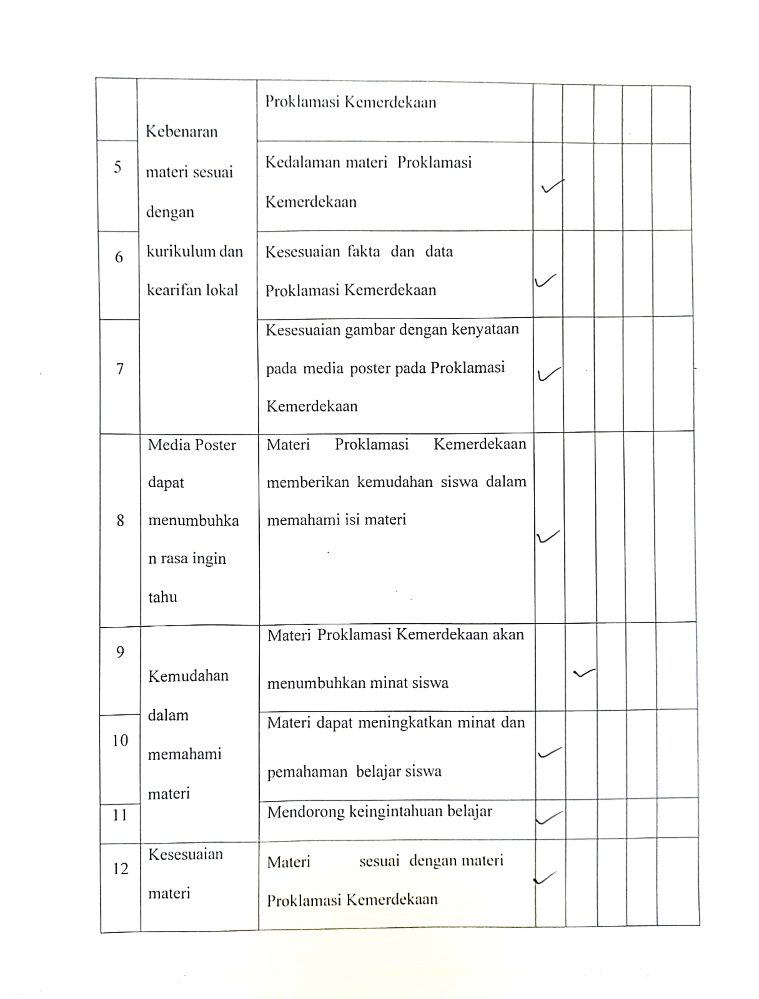 Proklamasi Kemerdekaan
Kebenaran
materi sesuai
dengan
kurikulum dan
kearifan lokal
5
Kedalaman materi Proklamasi
Kemerdekaan
6
Kesesuaian fakta dan data
Proklamasi Kemerdekaan
7
Kesesuaian gambar dengan kenyataan
pada media poster pada Proklamasi
Kemerdekaan
8
Media Poster
dapat
menumbuhka
n rasa ingin
tahu
Materi Proklamasi Kemerdekaan
memberikan kemudahan siswa dalam
memahami isi materi
9
Kemudahan
dalam
memahami
materi
Materi Proklamasi Kemerdekaan akan
menumbuhkan minat siswa
10
Materi dapat meningkatkan minat dan
pemahaman belajar siswa
11
Mendorong keingintahuan belajar
12
Kesesuaian
materi
Materi sesuai dengan materi
Proklamasi Kemerdekaan